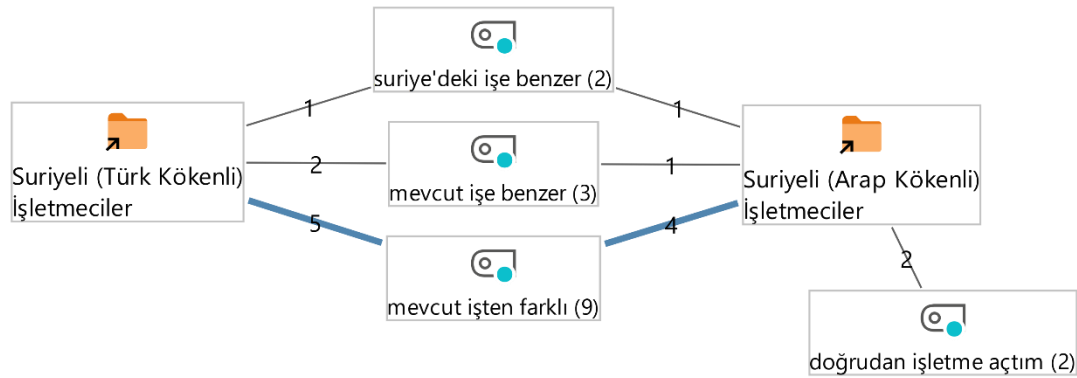 suriye'deki işe benzer (2)
1
1
Suriyeli (Türk Kökenli)
İşletmeciler
2
mevcut işe benzer (3)
1
Suriyeli (Arap Kökenli)
İşletmeciler
5
4
mevcut işten farklı (9)
2
doğrudan işletme açtım (2)